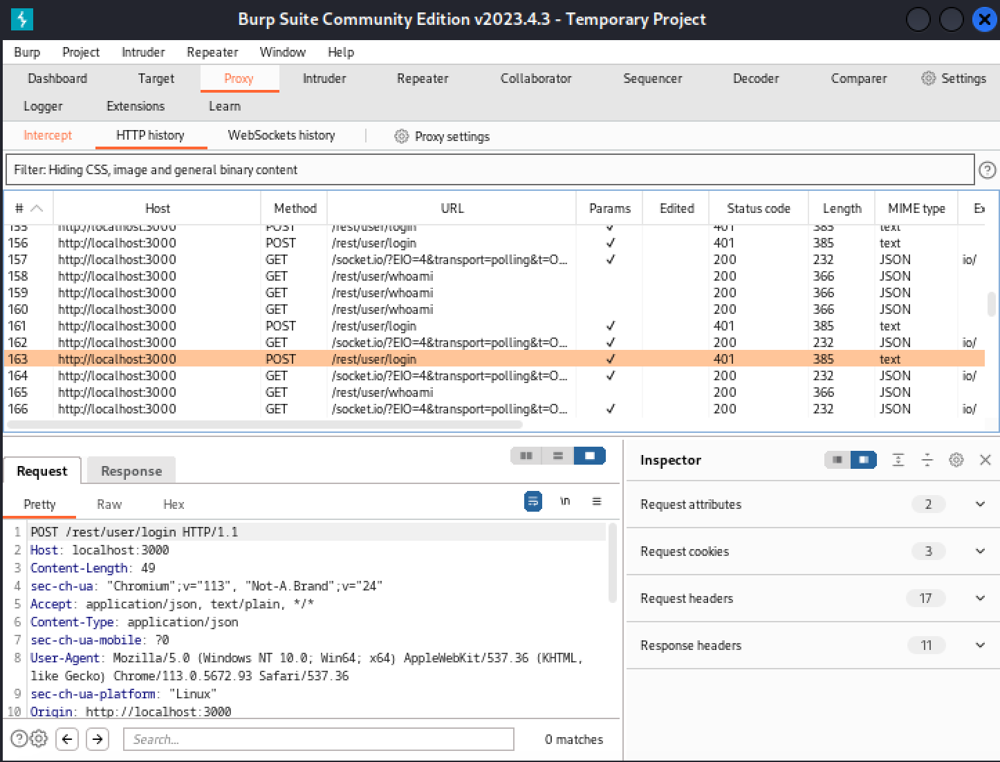 Burp Suite Community Edition v2023.4.3 - Temporary Project
Burp Project Intruder Repeater Window Help
Dashboard Target Proxy Intruder Repeater Collaborator Sequencer Decoder Comparer Settings
Logger Extensions Learn
Intercept HTTP history WebSockets history Proxy settings
Filter: Hiding CSS, image and general binary content
# Host Method URL Params Edited Status code Length MIME type Ex
155 http://localhost:3000 POST /rest/user/login ✓ 401 385 text
156 http://localhost:3000 POST /rest/user/login ✓ 401 385 text
157 http://localhost:3000 GET /socket.io/?EIO=4&transport=polling&t=O... ✓ 200 232 JSON io/
158 http://localhost:3000 GET /rest/user/whoami 200 366 JSON
159 http://localhost:3000 GET /rest/user/whoami 200 366 JSON
160 http://localhost:3000 GET /rest/user/whoami 200 366 JSON
161 http://localhost:3000 POST /rest/user/login ✓ 401 385 text
162 http://localhost:3000 GET /socket.io/?EIO=4&transport=polling&t=O... ✓ 200 232 JSON io/
163 http://localhost:3000 POST /rest/user/login ✓ 401 385 text
164 http://localhost:3000 GET /socket.io/?EIO=4&transport=polling&t=O... ✓ 200 232 JSON io/
165 http://localhost:3000 GET /rest/user/whoami 200 366 JSON
166 http://localhost:3000 GET /socket.io/?EIO=4&transport=polling&t=O... ✓ 200 232 JSON io/
Request Response
Pretty Raw Hex \n
1 POST /rest/user/login HTTP/1.1
2 Host: localhost:3000
3 Content-Length: 49
4 sec-ch-ua: "Chromium";v="113", "Not-A.Brand";v="24"
5 Accept: application/json, text/plain, */*
6 Content-Type: application/json
7 sec-ch-ua-mobile: ?0
8 User-Agent: Mozilla/5.0 (Windows NT 10.0; Win64; x64) AppleWebKit/537.36 (KHTML,
like Gecko) Chrome/113.0.5672.93 Safari/537.36
9 sec-ch-ua-platform: "Linux"
10 Origin: http://localhost:3000
Search... 0 matches
Inspector
Request attributes 2
Request cookies 3
Request headers 17
Response headers 11